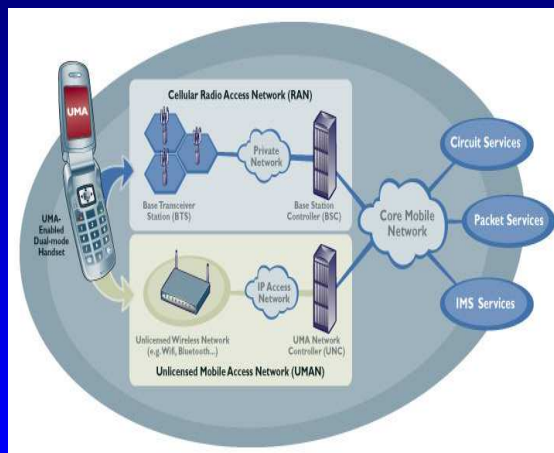 UMA
UMA-
Enabled
Dual-mode
Handset
Cellular Radio Access Network (RAN)
Private
Network
Base Transceiver
Station (BTS)
Base Station
Controller (BSC)
IP Access
Network
Unlicensed Wireless Network
(e.g. Wifi, Bluetooth...)
UMA Network
Controller (UNC)
Unlicensed Mobile Access Network (UMAN)
Core Mobile
Network
Circuit Services
Packet Services
IMS Services